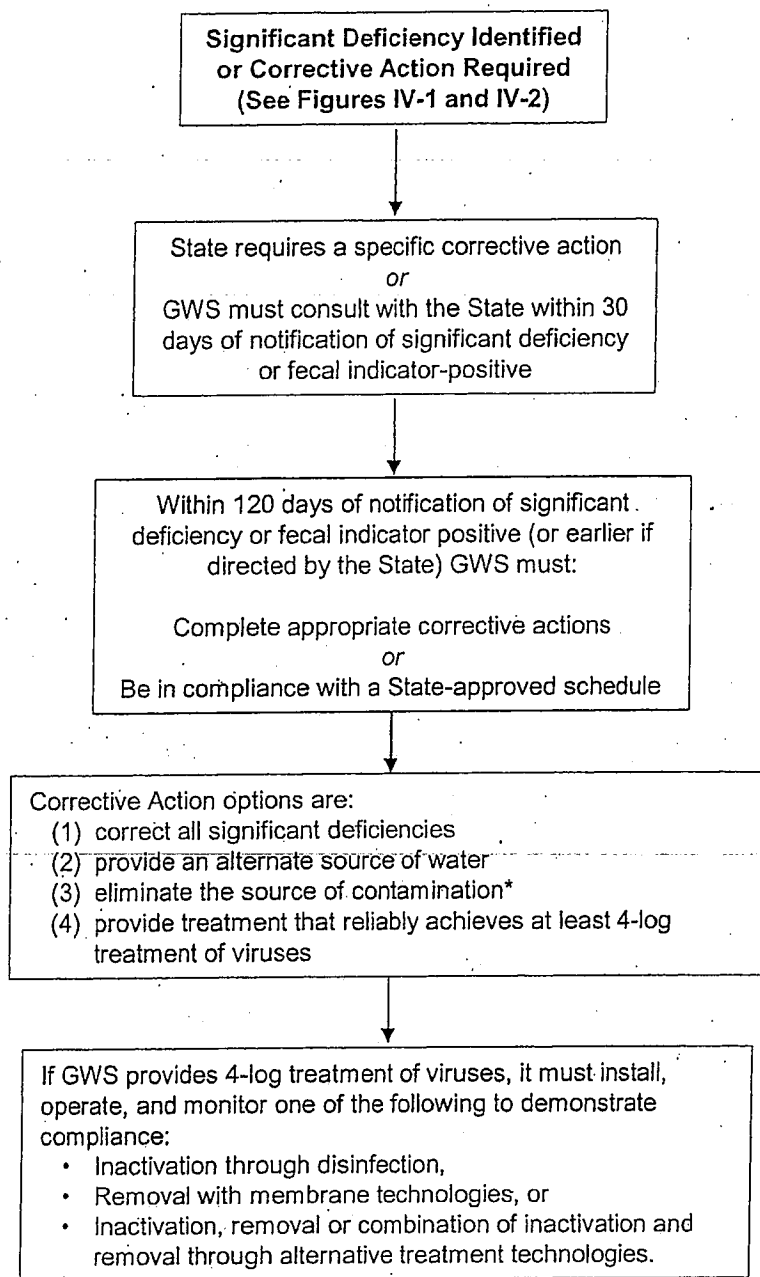 Significant Deficiency Identified
or Corrective Action Required
(See Figures IV-1 and IV-2)
State requires a specific corrective action
or
GWS must consult with the State within 30
days of notification of significant deficiency
or fecal indicator-positive
Within 120 days of notification of significant
deficiency or fecal indicator positive (or earlier if
directed by the State) GWS must:
Complete appropriate corrective actions
or
Be in compliance with a State-approved schedule
Corrective Action options are:
(1) correct all significant deficiencies
(2) provide an alternate source of water
(3) eliminate the source of contamination*
(4) provide treatment that reliably achieves at least 4-log
treatment of viruses
If GWS provides 4-log treatment of viruses, it must install,
operate, and monitor one of the following to demonstrate
compliance:
• Inactivation through disinfection,
• Removal with membrane technologies, or
• Inactivation, removal or combination of inactivation and
removal through alternative treatment technologies.